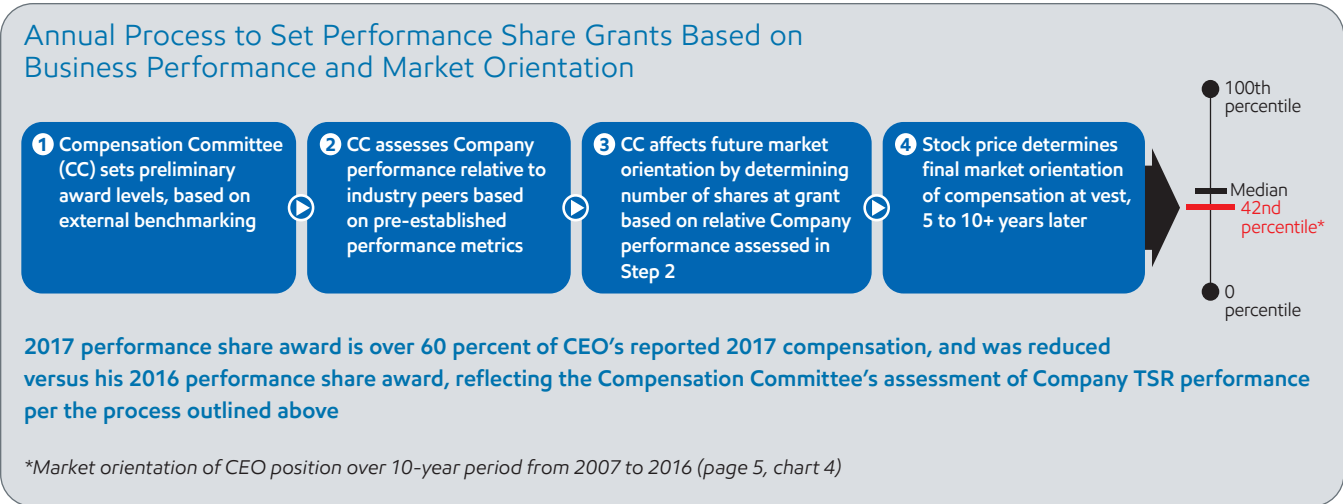 Annual Process to Set Performance Share Grants Based on
Business Performance and Market Orientation
1 Compensation Committee
(CC) sets preliminary
award levels, based on
external benchmarking
2 CC assesses Company
performance relative to
industry peers based
on pre-established
performance metrics
3 CC affects future market
orientation by determining
number of shares at grant
based on relative Company
performance assessed in
Step 2
4 Stock price determines
final market orientation
of compensation at vest,
5 to 10+ years later
100th
percentile
Median
42nd
percentile*
0
percentile
2017 performance share award is over 60 percent of CEO’s reported 2017 compensation, and was reduced
versus his 2016 performance share award, reflecting the Compensation Committee’s assessment of Company TSR performance
per the process outlined above
*Market orientation of CEO position over 10-year period from 2007 to 2016 (page 5, chart 4)